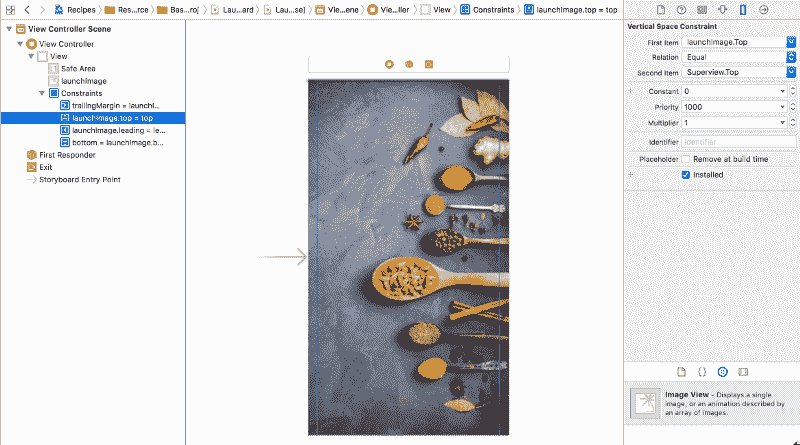 Recipes Res...rce Bas...roj Lau...ard Lau...se) Vie...ene Vie...ller View Constraints launchImage.top = top
View Controller Scene
View Controller
View
Safe Area
launchImage
Constraints
trailingMargin = launchI...
launchImage.top = top
launchImage.leading = le...
bottom = launchImage.b...
First Responder
Exit
Storyboard Entry Point
Vertical Space Constraint
First Item launchImage.Top
Relation Equal
Second Item Superview.Top
Constant 0
Priority 1000
Multiplier 1
Identifier Identifier
Placeholder Remove at build time
Installed
Image View - Displays a single
image, or an animation described by
an array of images.